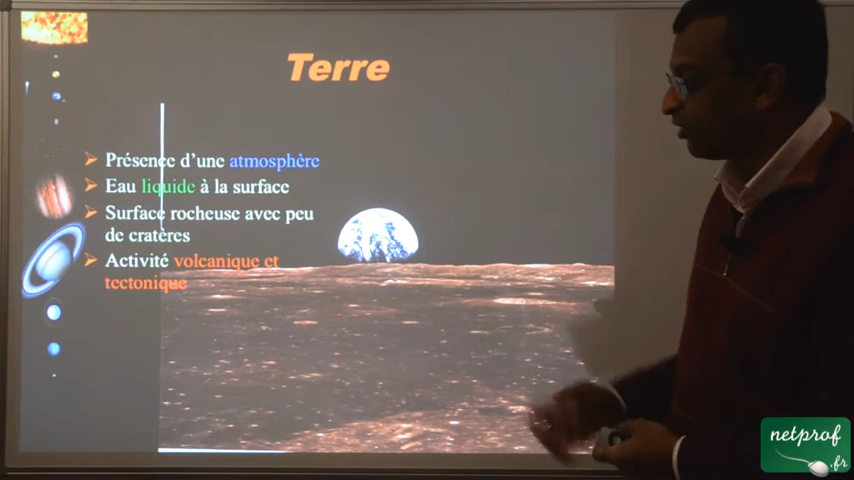 Terre
Présence d'une atmosphère
Eau liquide à la surface
Surface rocheuse avec peu
de cratères
Activité volcanique et
tectonique
netprof
.fr